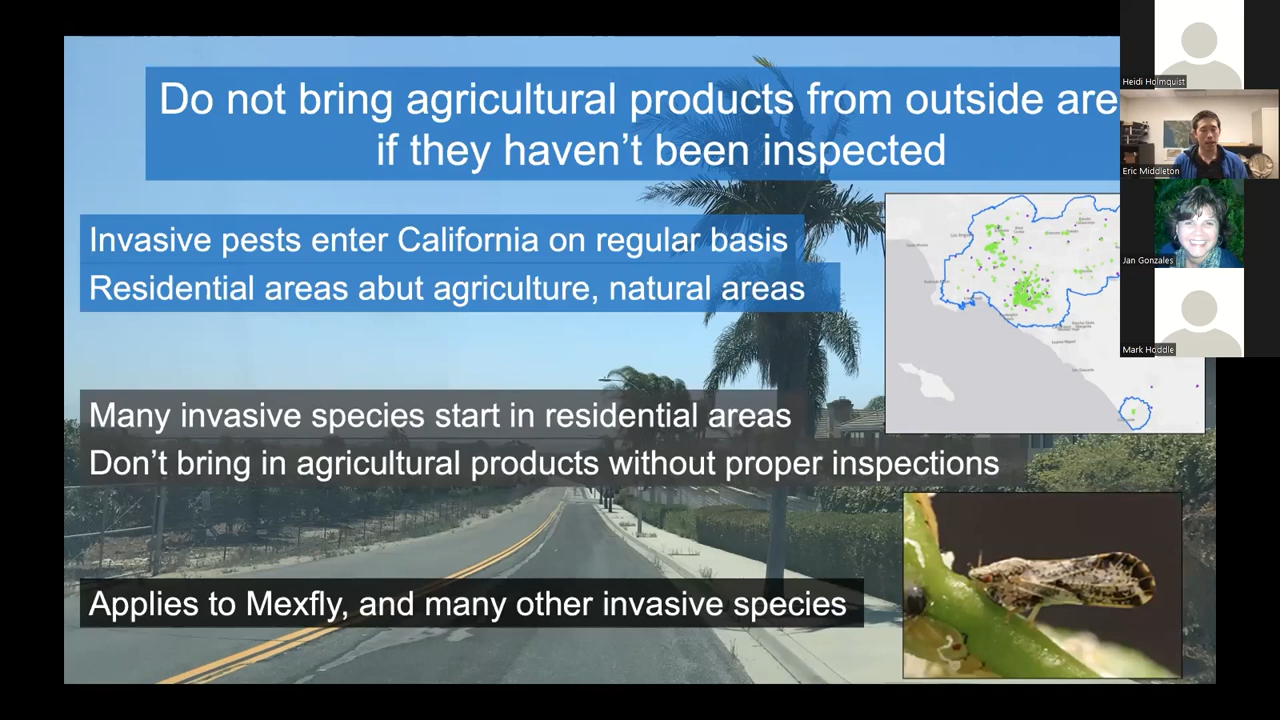 Do not bring agricultural products from outside are
if they haven't been inspected
Invasive pests enter California on regular basis
Residential areas abut agriculture, natural areas
Many invasive species start in residential areas
Don't bring in agricultural products without proper inspections
Applies to Mexfly, and many other invasive species
Heidi Holmquist
Eric Middleton
Jan Gonzales
Mark Hoddle